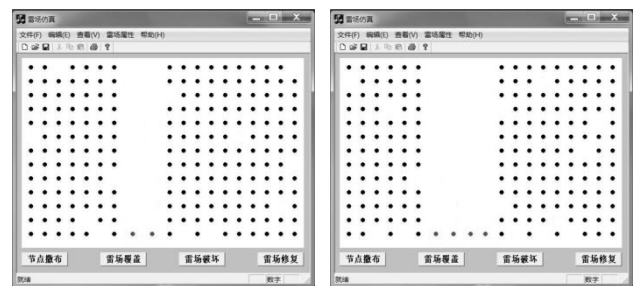 雷场仿真
文件(F) 编辑(E) 查看(V) 雷场属性 帮助(H)
节点撒布 雷场覆盖 雷场破坏 雷场修复
就绪 数字
雷场仿真
文件(F) 编辑(E) 查看(V) 雷场属性 帮助(H)
节点撒布 雷场覆盖 雷场破坏 雷场修复
就绪 数字